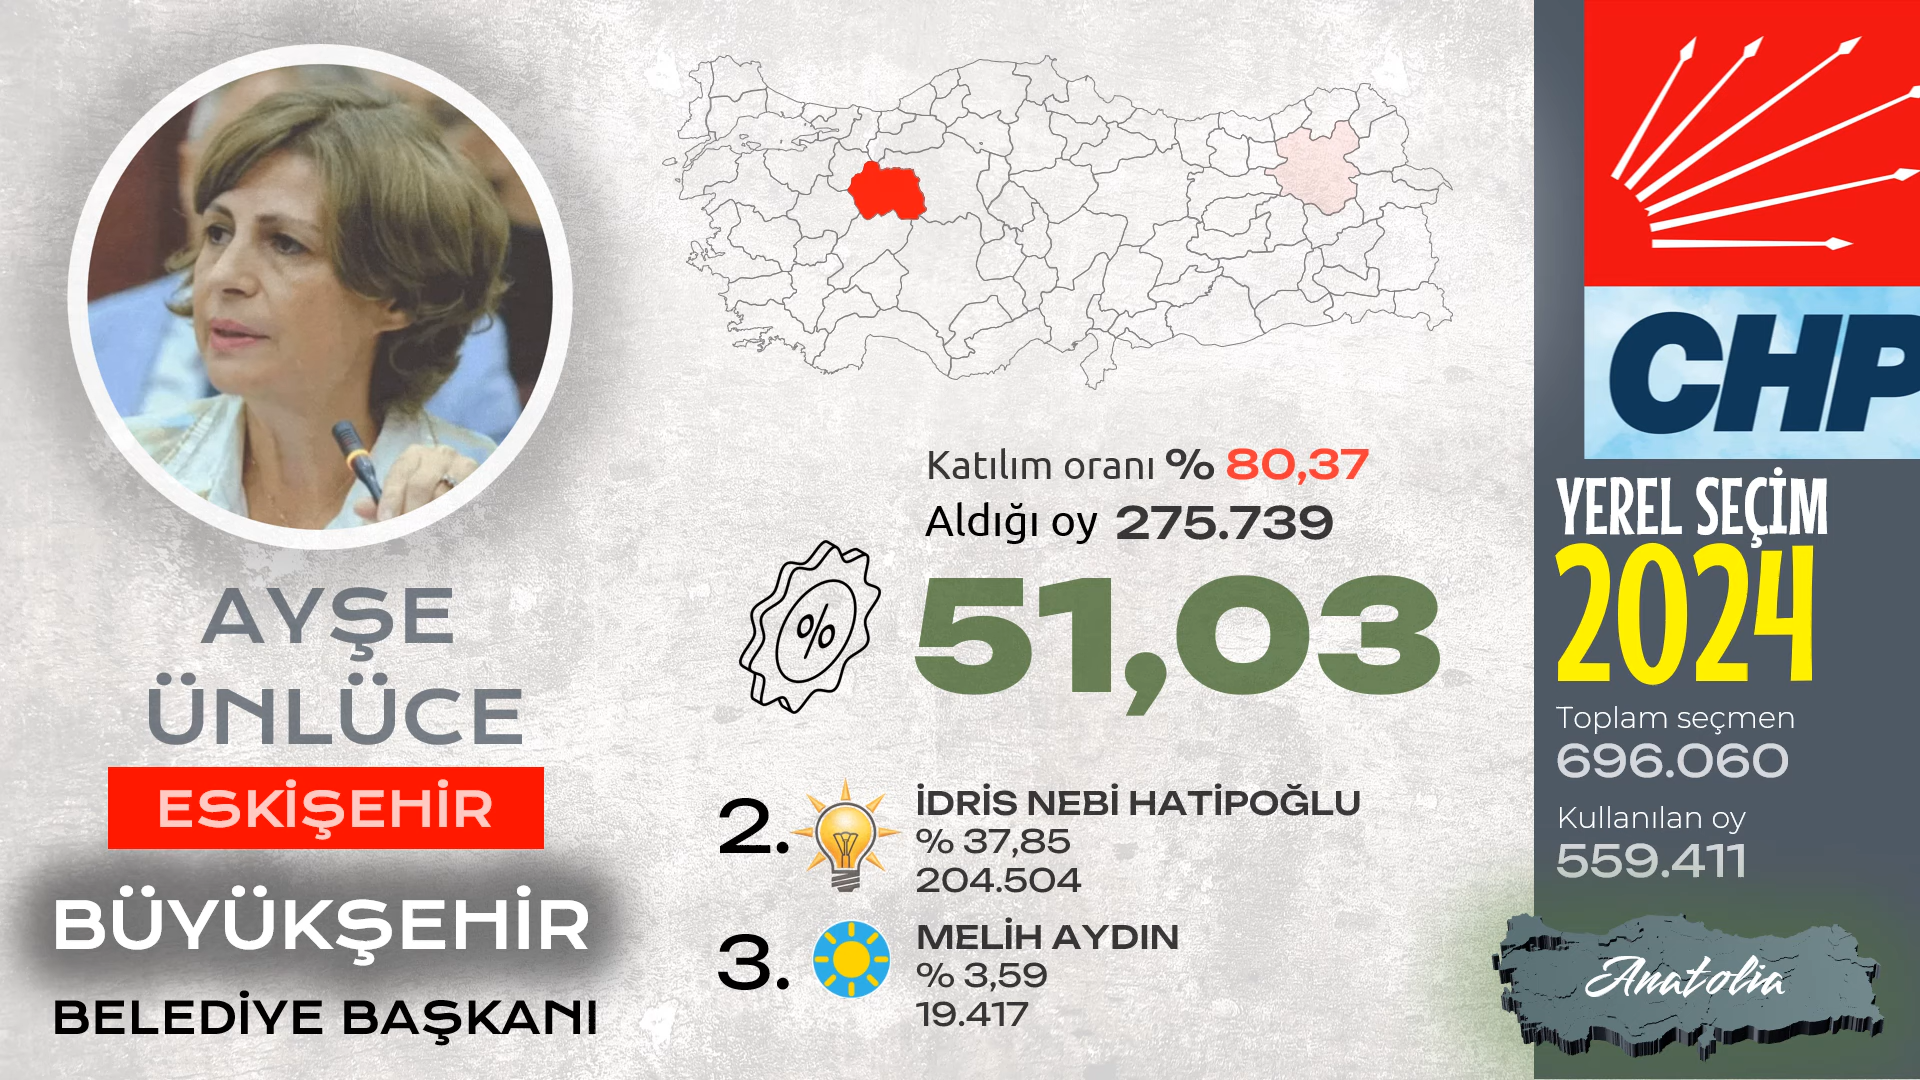 AYŞE
ÜNLÜCE
ESKİŞEHİR
BÜYÜKŞEHİR
BELEDİYE BAŞKANI
Katılım oranı % 80,37
Aldığı oy 275.739
%
51,03
2.
İDRİS NEBİ HATİPOĞLU
% 37,85
204.504
3.
MELİH AYDIN
% 3,59
19.417
CHP
YEREL SEÇİM
2024
Toplam seçmen
696.060
Kullanılan oy
559.411
Anatolia